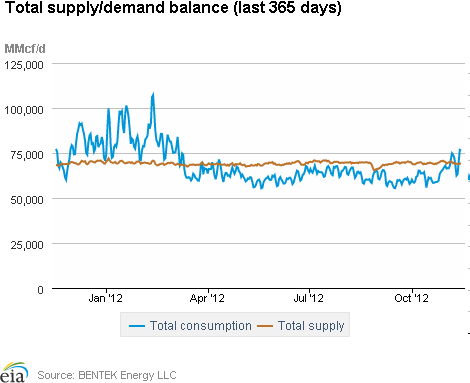 Total supply/demand balance (last 365 days)
MMcf/d
125,000
100,000
75,000
50,000
25,000
0
Jan '12 Apr '12 Jul '12 Oct '12
Total consumption Total supply
eia Source: BENTEK Energy LLC